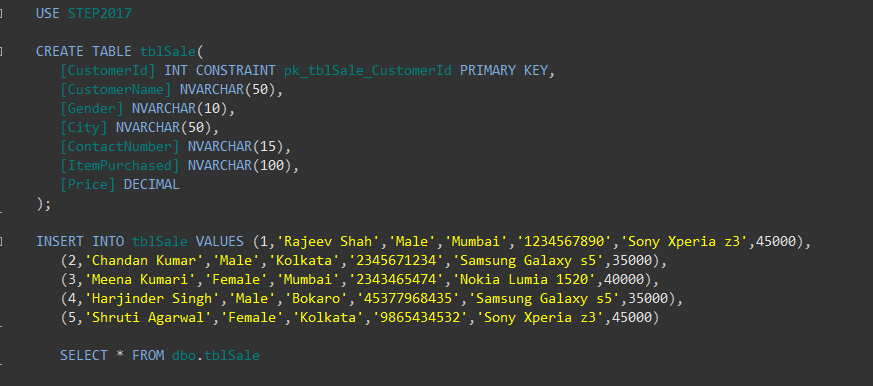 USE STEP2017
CREATE TABLE tblSale(
[CustomerId] INT CONSTRAINT pk_tblSale_CustomerId PRIMARY KEY,
[CustomerName] NVARCHAR(50),
[Gender] NVARCHAR(10),
[City] NVARCHAR(50),
[ContactNumber] NVARCHAR(15),
[ItemPurchased] NVARCHAR(100),
[Price] DECIMAL
);
INSERT INTO tblSale VALUES (1,'Rajeev Shah','Male','Mumbai','1234567890','Sony Xperia z3',45000),
(2,'Chandan Kumar','Male','Kolkata','2345671234','Samsung Galaxy s5',35000),
(3,'Meena Kumari','Female','Mumbai','2343465474','Nokia Lumia 1520',40000),
(4,'Harjinder Singh','Male','Bokaro','45377968435','Samsung Galaxy s5',35000),
(5,'Shruti Agarwal','Female','Kolkata','9865434532','Sony Xperia z3',45000)
SELECT * FROM dbo.tblSale